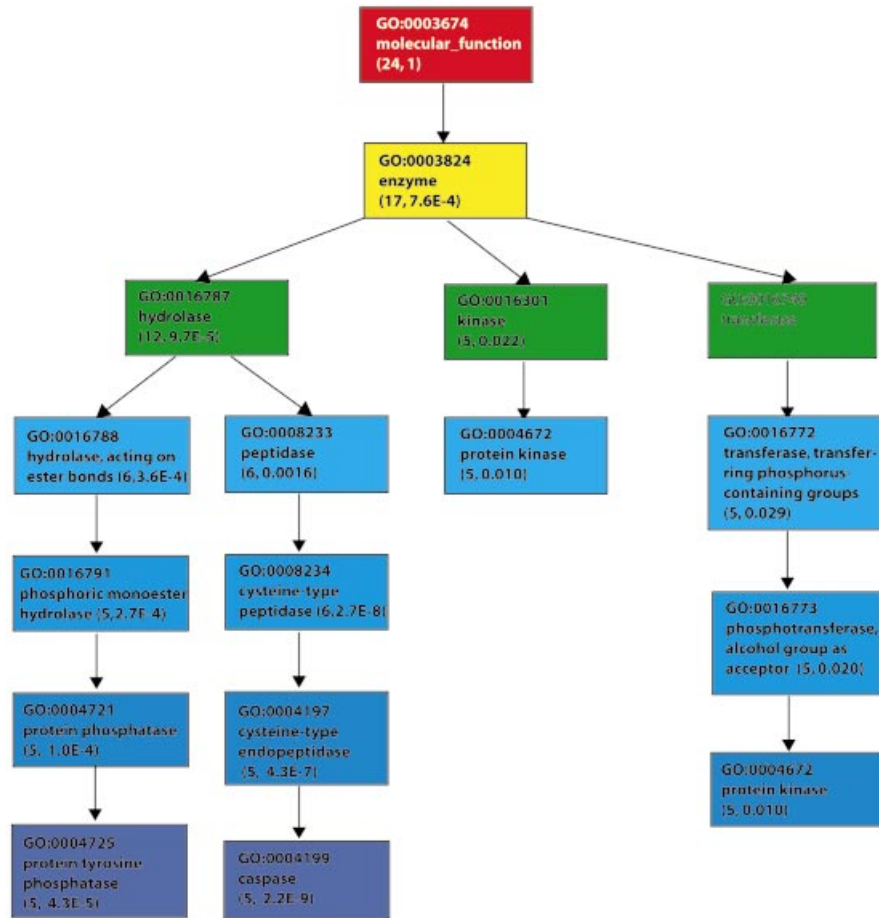 GO:0003674
molecular_function
(24, 1)
GO:0003824
enzyme
(17, 7.6E-4)
GO:0016787
hydrolase
(12, 9.7E-5)
GO:0016301
kinase
(5, 0.022)
transferase
GO:0016788
hydrolase, acting on
ester bonds (6,3.6E-4)
GO:0008233
peptidase
(6, 0.0016)
GO:0004672
protein kinase
(5, 0.010)
GO:0016772
transferase, transfer-
ring phosphorus-
containing groups
(5, 0.029)
GO:0016791
phosphoric monoester
hydrolase (5,2.7E-4)
GO:0008234
cysteine-type
peptidase (6,2.7E-8)
GO:0016773
phosphotransferase,
alcohol group as
acceptor (5, 0.020)
GO:0004721
protein phosphatase
(5, 1.0E-4)
GO:0004197
cysteine-type
endopeptidase
(5, 4.3E-7)
GO:0004672
protein kinase
(5, 0.010)
GO:0004725
protein tyrosine
phosphatase
(5, 4.3E-5)
GO:0004199
caspase
(5, 2.2E-9)